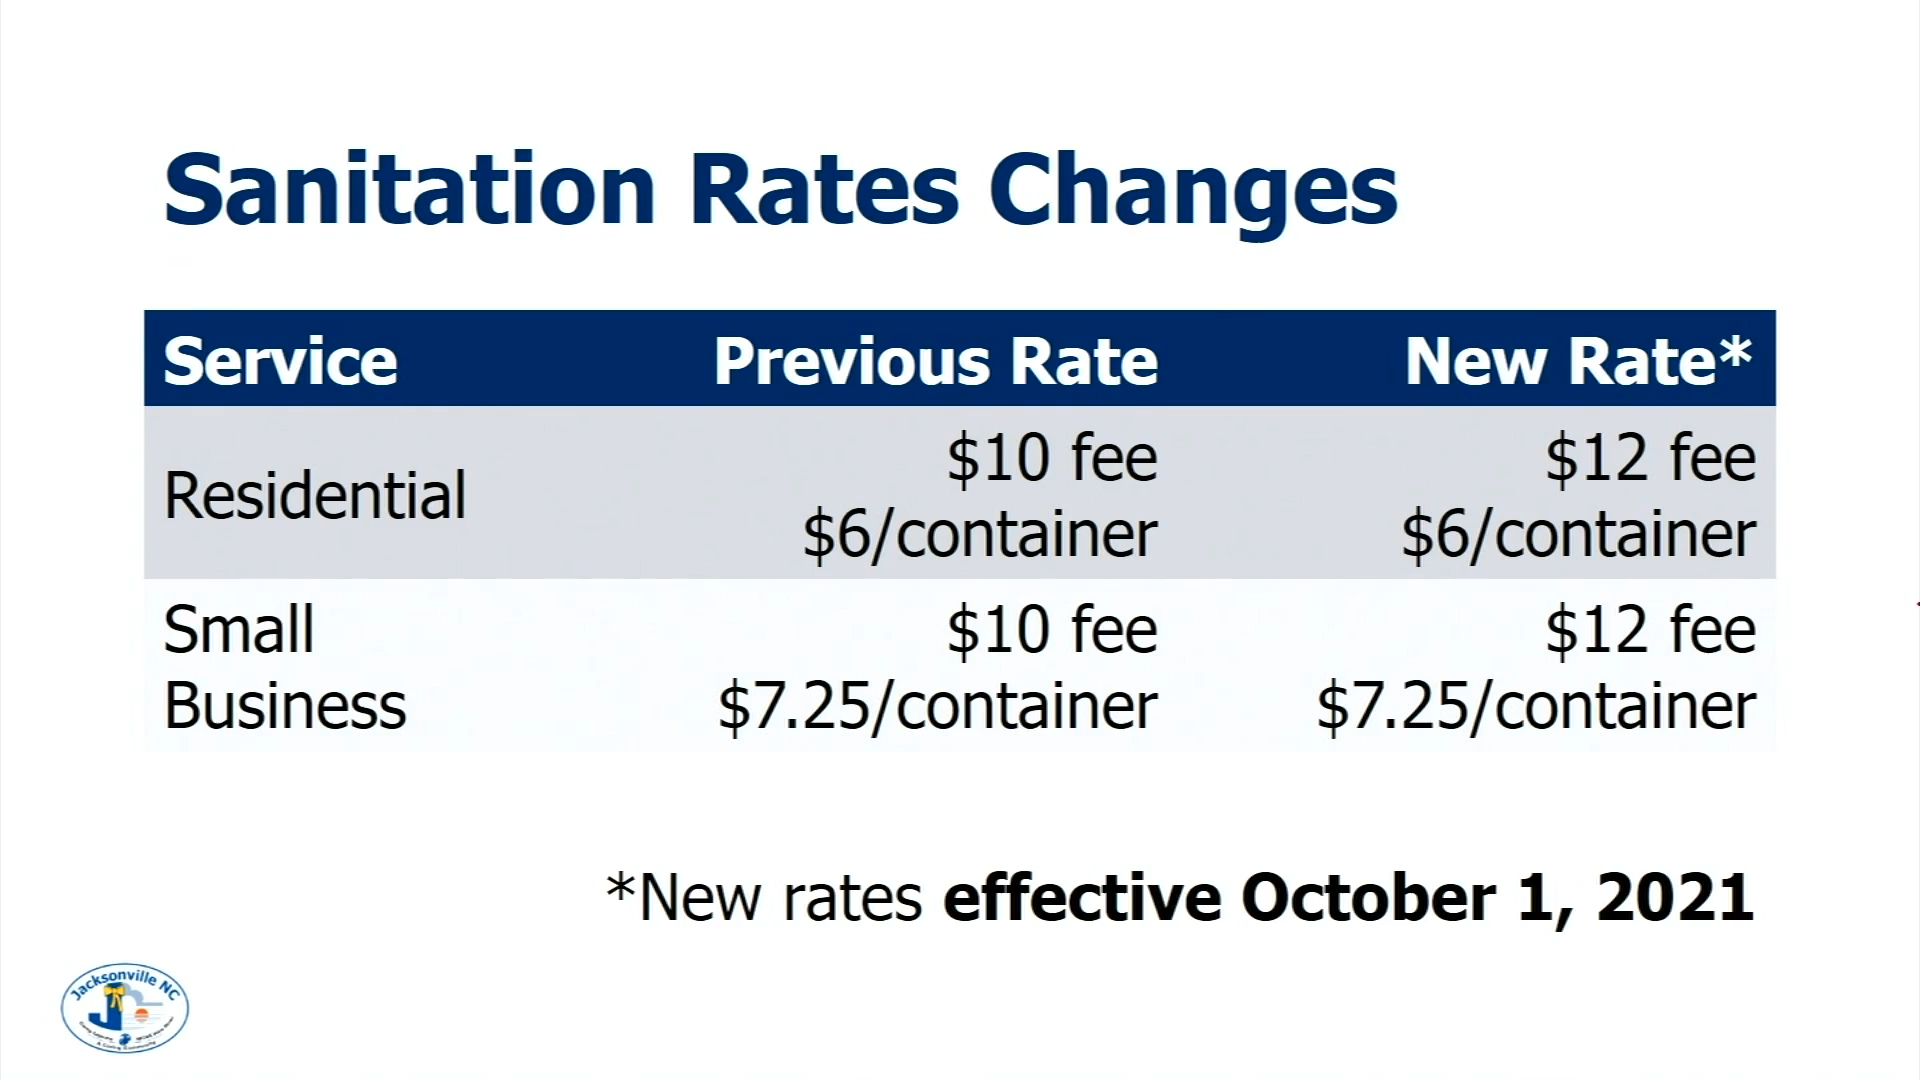 Sanitation Rates Changes
Service Previous Rate New Rate*
Residential
$10 fee
$6/container
$12 fee
$6/container
Small
Business
$10 fee
$7.25/container
$12 fee
$7.25/container
*New rates effective October 1, 2021
Jacksonville NC